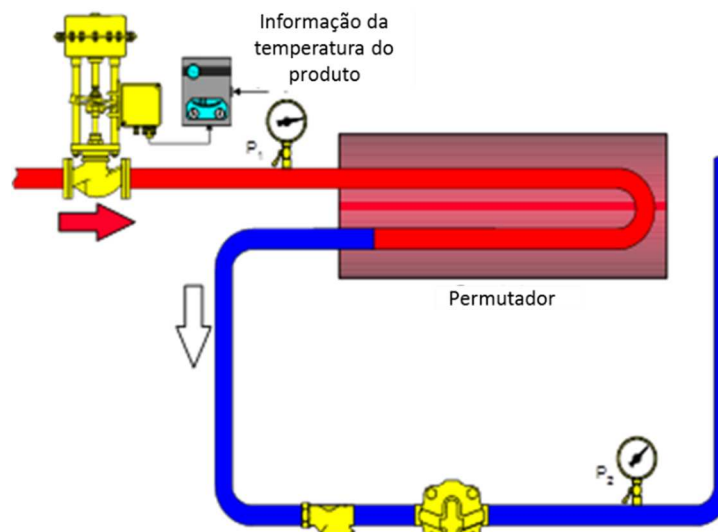 Informação da
temperatura do
produto
P1
Permutador
P2